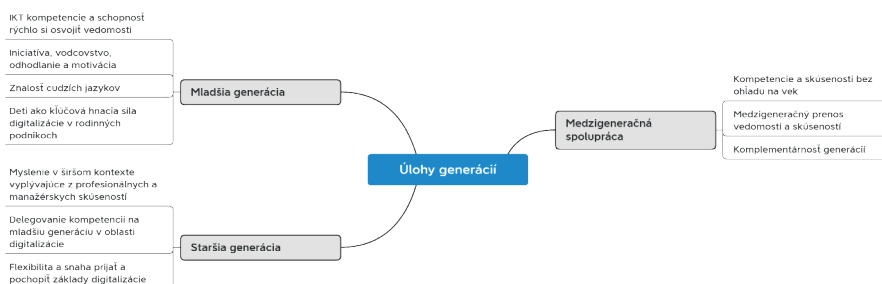 IKT kompetencie a schopnosť
rýchlo si osvojiť vedomosti
Iniciatíva, vodcovstvo,
odhodlanie a motivácia
Znalosť cudzích jazykov
Deti ako kľúčová hnacia sila
digitalizácie v rodinných
podnikoch
Mladšia generácia
Myslenie v širšom kontexte
vyplývajúce z profesionálnych a
manažérskych skúseností
Delegovanie kompetencií na
mladšiu generáciu v oblasti
digitalizácie
Flexibilita a snaha prijať a
pochopiť základy digitalizácie
Staršia generácia
Úlohy generácií
Medzigeneračná
spolupráca
Kompetencie a skúsenosti bez
ohľadu na vek
Medzigeneračný prenos
vedomostí a skúseností
Komplementárnosť generácií